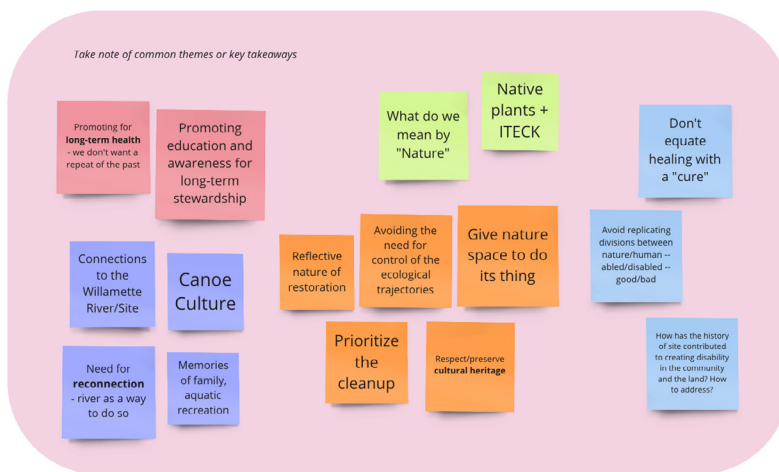 Take note of common themes or key takeaways
Promoting for
long-term health
- we don't want a
repeat of the past
Promoting
education and
awareness for
long-term
stewardship
What do we
mean by
"Nature"
Native
plants +
ITECK
Don't
equate
healing with
a "cure"
Connections
to the
Willamette
River/Site
Canoe
Culture
Reflective
nature of
restoration
Avoiding the
need for
control of the
ecological
trajectories
Give nature
space to do
its thing
Avoid replicating
divisions between
nature/human --
abled/disabled --
good/bad
Need for
reconnection
- river as a way
to do so
Memories
of family,
aquatic
recreation
Prioritize
the
cleanup
Respect/preserve
cultural heritage
How has the history
of site contributed
to creating disability
in the community
and the land? How
to address?